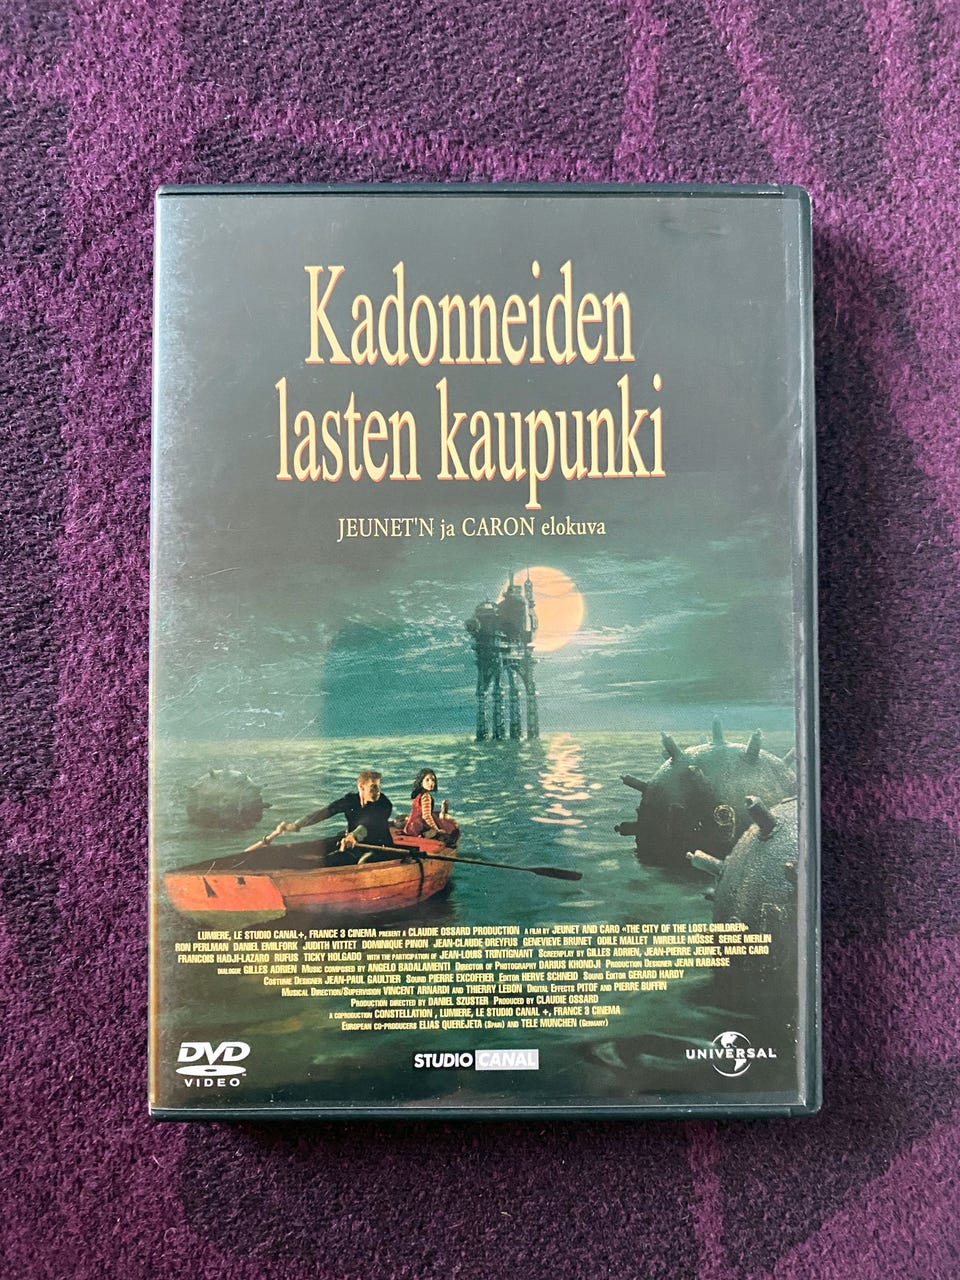 Kadonneiden
lasten kaupunki
JEUNET'N ja CARON elokuva
LUMIERE, LE STUDIO CANAL+, FRANCE 3 CINEMA PRESENT A CLAUDIE OSSARD PRODUCTION A FILM BY JEUNET AND CARO «THE CITY OF THE LOST CHILDREN»
RON PERLMAN DANIEL EMILFORK JUDITH VITTET DOMINIQUE PINON JEAN-CLAUDE DREYFUS GENEVIEVE BRUNET ODILE MALLET MIREILLE MÖSSE SERGE MERLIN
FRANCOIS HADJI-LAZARO RUFUS TICKY HOLGADO WITH THE PARTICIPATION OF JEAN-LOUIS TRINTIGNANT SCREENPLAY BY GILLES ADRIEN, JEAN-PIERRE JEUNET, MARC CARO
DIALOGUE GILLES ADRIEN MUSIC COMPOSED BY ANGELO BADALAMENTI DIRECTOR OF PHOTOGRAPHY DARIUS KHONDJI PRODUCTION DESIGNER JEAN RABASSE
COSTUME DESIGNER JEAN-PAUL GAULTIER SOUND PIERRE EXCOFFIER EDITOR HERVE SCHNEID SOUND EDITOR GERARD HARDY
MUSICAL DIRECTION/SUPERVISION VINCENT ARNARDI AND THIERRY LEBON DIGITAL EFFECTS PITOF AND PIERRE BUFFIN
PRODUCTION DIRECTED BY DANIEL SZUSTER PRODUCED BY CLAUDIE OSSARD
A COPRODUCTION CONSTELLATION , LUMIERE, LE STUDIO CANAL +, FRANCE 3 CINEMA
EUROPEAN CO-PRODUCERS ELIAS QUEREJETA (SPAIN) AND TELE MUNCHEN (GERMANY)
DVD
VIDEO
STUDIO CANAL
UNIVERSAL